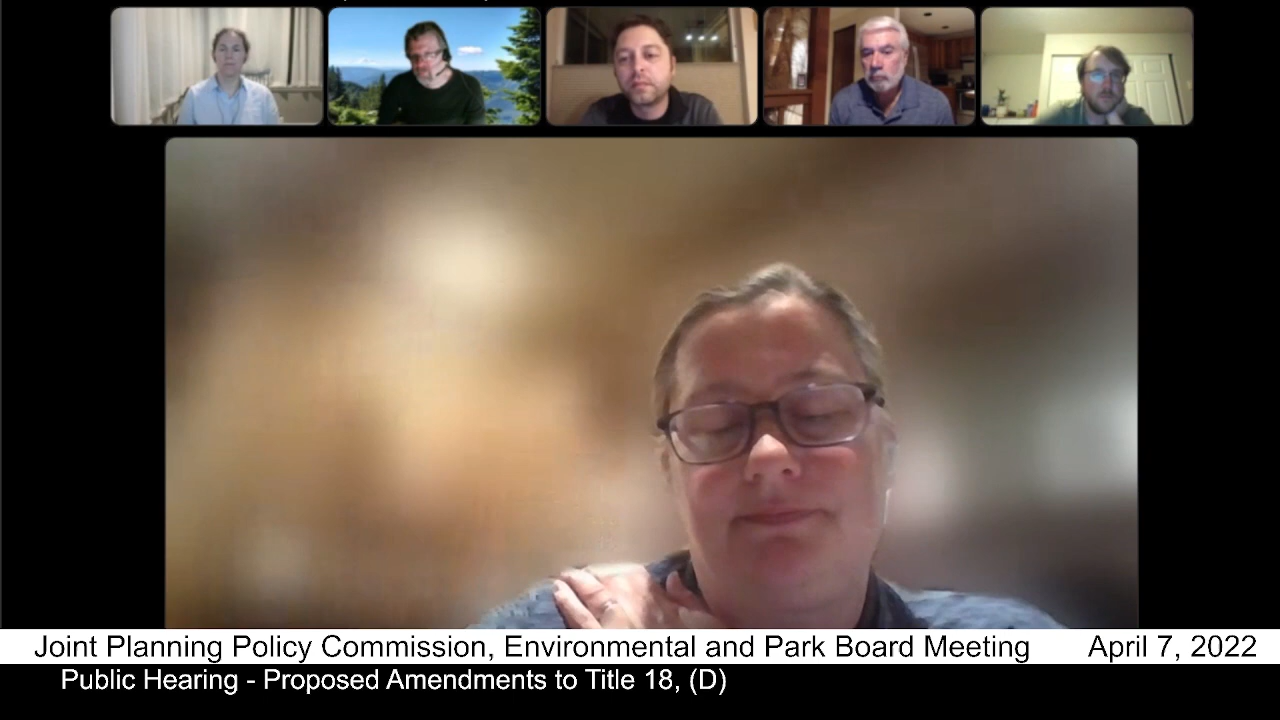 Joint Planning Policy Commission, Environmental and Park Board Meeting April 7, 2022
Public Hearing - Proposed Amendments to Title 18, (D)